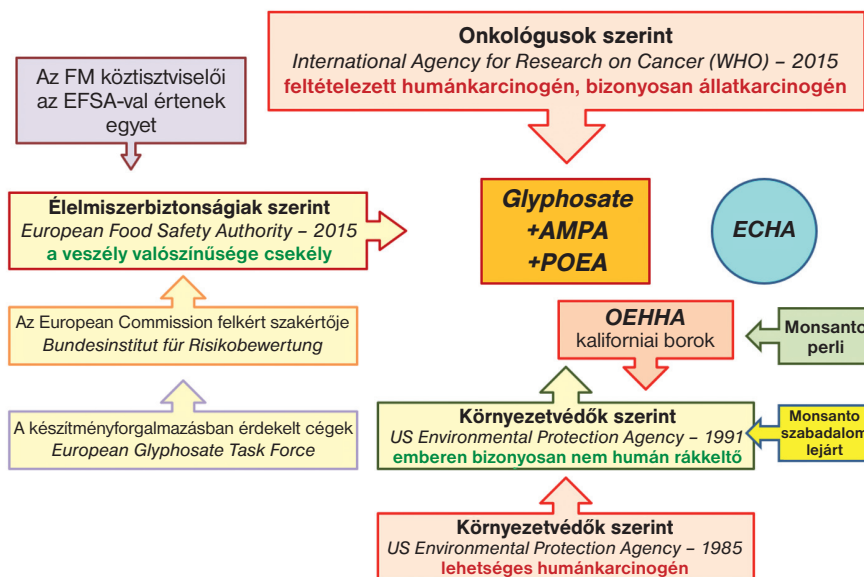 Onkológusok szerint
International Agency for Research on Cancer (WHO) – 2015
feltételezett humánkarcinogén, bizonyosan állatkarcinogén
Az FM köztisztviselői
az EFSA-val értenek
egyet
Élelmiszerbiztonságiak szerint
European Food Safety Authority – 2015
a veszély valószínűsége csekély
Glyphosate
+AMPA
+POEA
ECHA
Az European Commission felkért szakértője
Bundesinstitut für Risikobewertung
OEHHA
kaliforniai borok
Monsanto
perli
A készítményforgalmazásban érdekelt cégek
European Glyphosate Task Force
Környezetvédők szerint
US Environmental Protection Agency – 1991
emberen bizonyosan nem humán rákkeltő
Monsanto
szabadalom
lejárt
Környezetvédők szerint
US Environmental Protection Agency – 1985
lehetséges humánkarcinogén